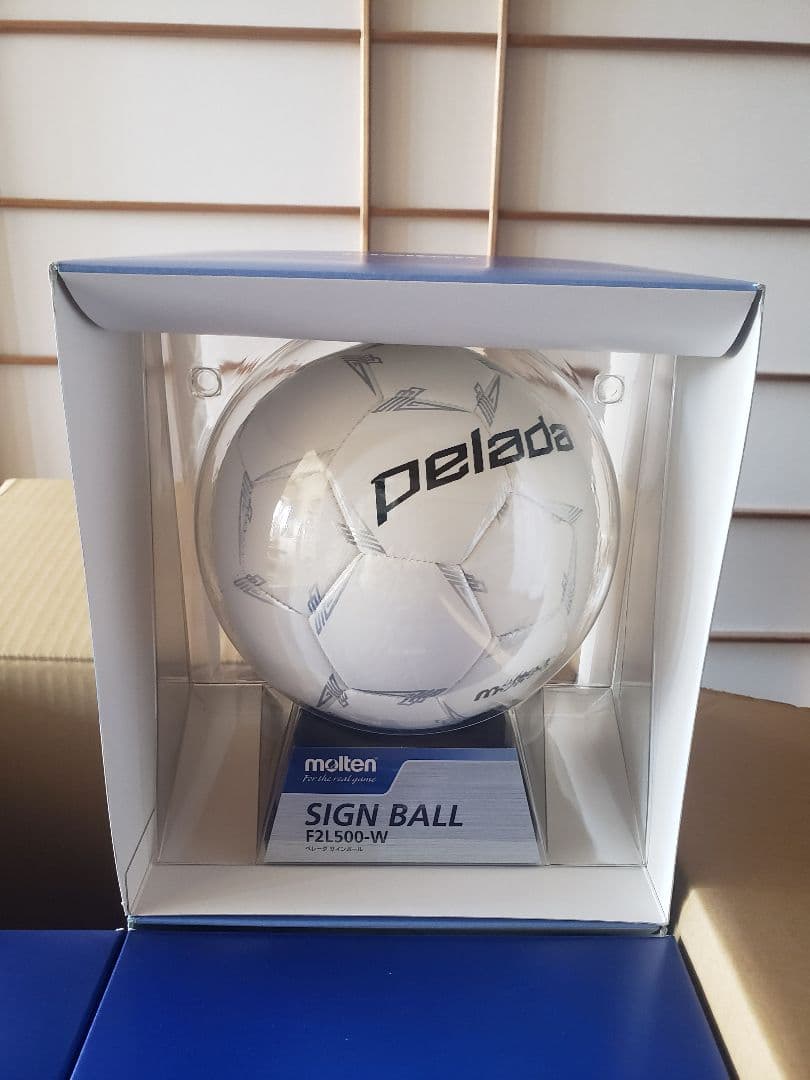 pelada
molten
molten
For the real game
SIGN BALL
F2L500-W
ペレーダ サインボール